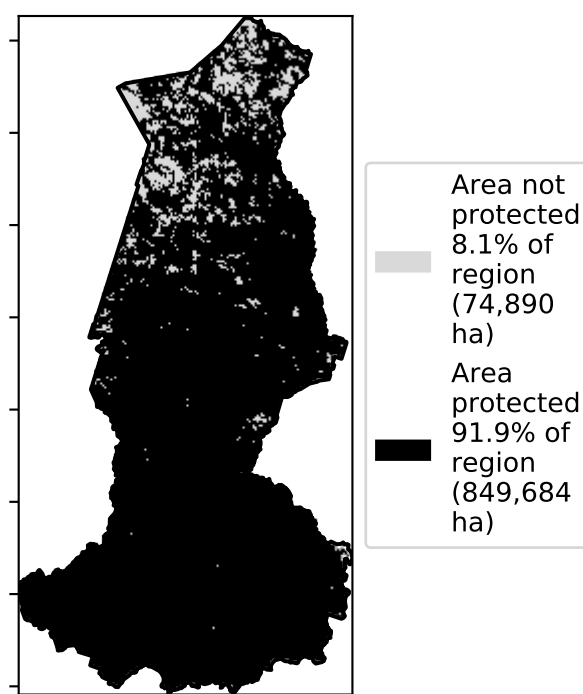 Area not
protected
8.1% of
region
(74,890
ha)
Area
protected
91.9% of
region
(849,684
ha)